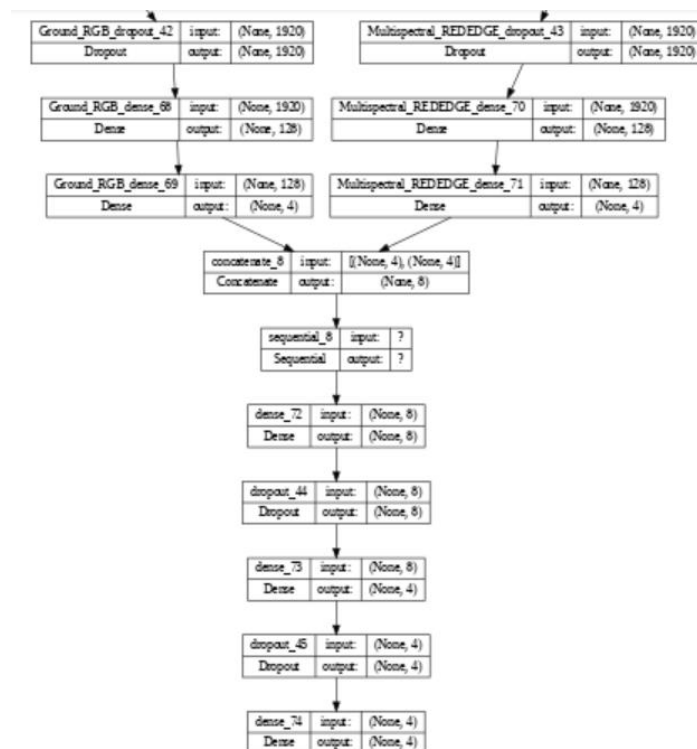 Ground_RGB_dropout_42 input: (None, 1920)
Dropout output: (None, 1920)
Multispectral_REDEDGE_dropout_43 input: (None, 1920)
Dropout output: (None, 1920)
Ground_RGB_dense_68 input: (None, 1920)
Dense output: (None, 128)
Multispectral_REDEDGE_dense_70 input: (None, 1920)
Dense output: (None, 128)
Ground_RGB_dense_69 input: (None, 128)
Dense output: (None, 4)
Multispectral_REDEDGE_dense_71 input: (None, 128)
Dense output: (None, 4)
concatenate_8 input: [(None, 4), (None, 4)]
Concatenate output: (None, 8)
sequential_8 input: ?
Sequential output: ?
dense_72 input: (None, 8)
Dense output: (None, 8)
dropout_44 input: (None, 8)
Dropout output: (None, 8)
dense_73 input: (None, 8)
Dense output: (None, 4)
dropout_45 input: (None, 4)
Dropout output: (None, 4)
dense_74 input: (None, 4)
Dense output: (None, 4)